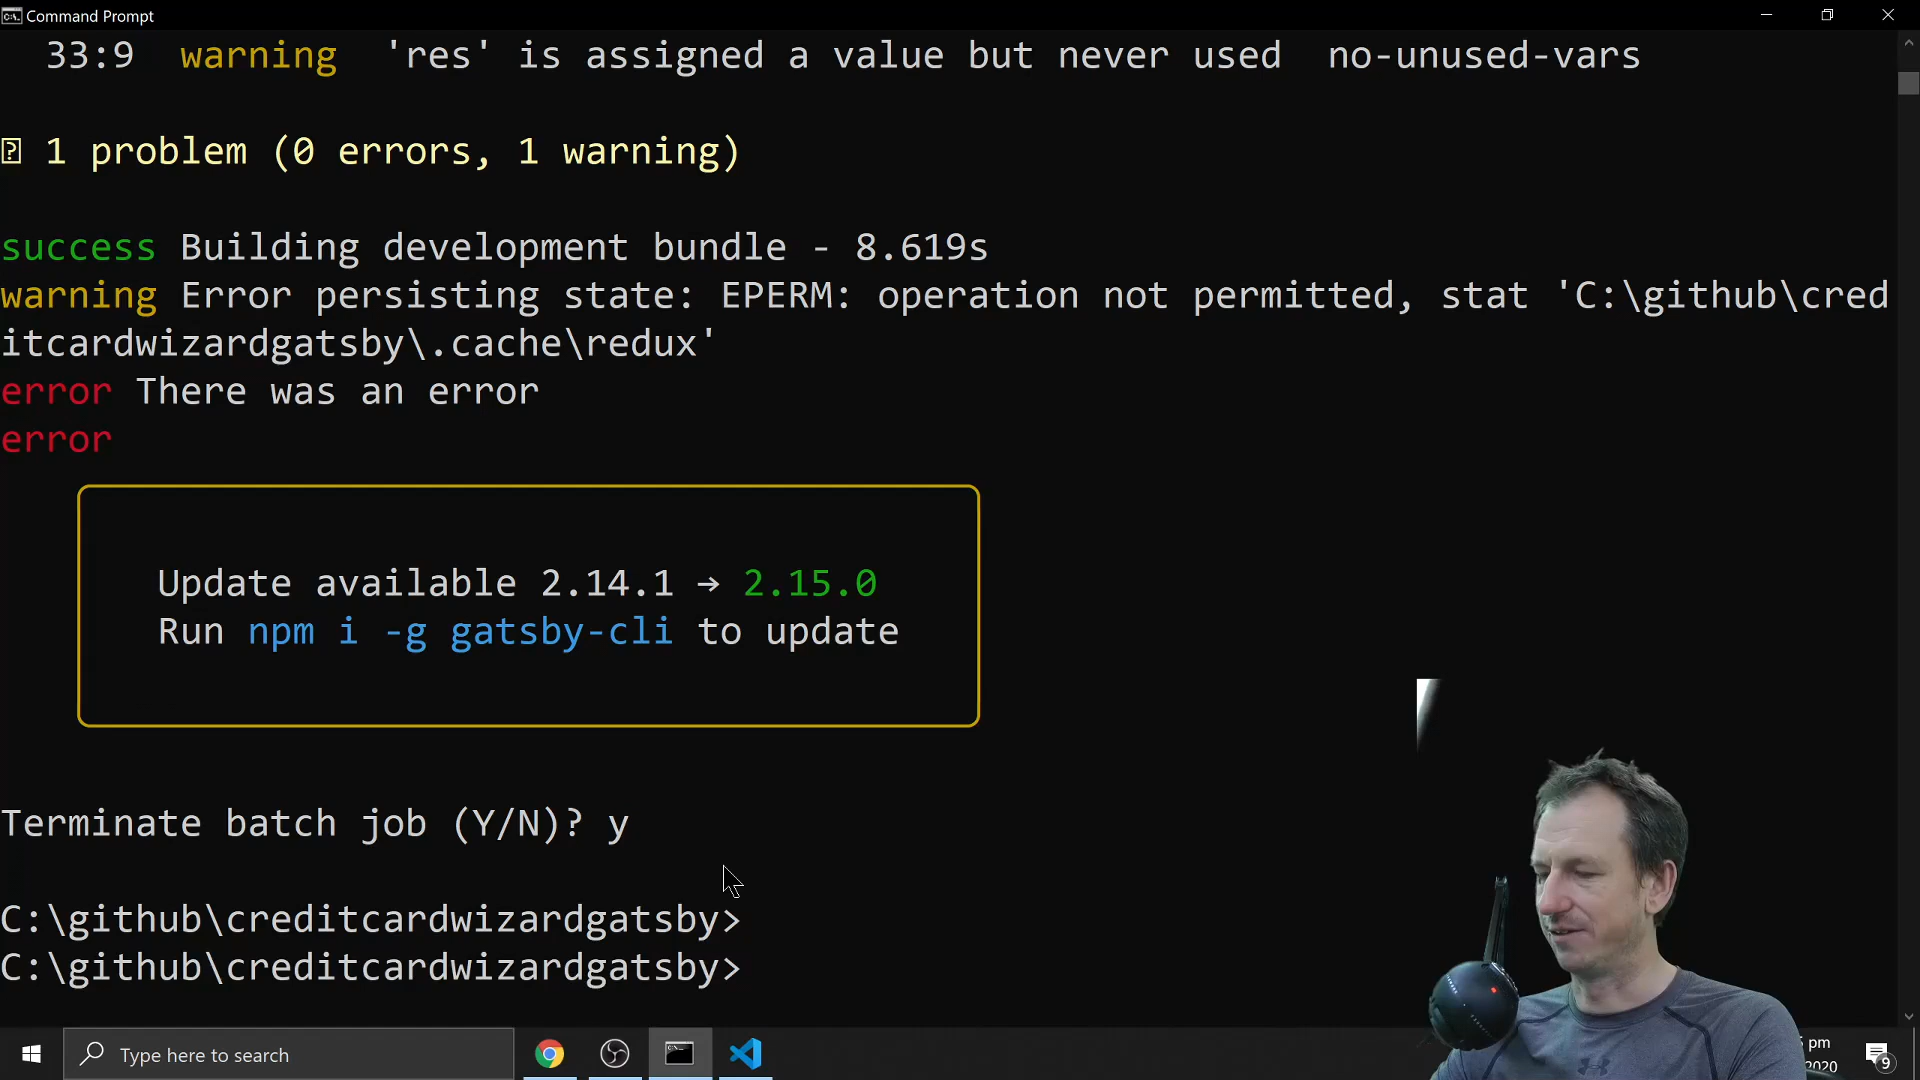 Command Prompt
33:9 warning 'res' is assigned a value but never used no-unused-vars
1 problem (0 errors, 1 warning)
success Building development bundle - 8.619s
warning Error persisting state: EPERM: operation not permitted, stat 'C:\github\cred
itcardwizardgatsby\.cache\redux'
error There was an error
error
Update available 2.14.1 → 2.15.0
Run npm i -g gatsby-cli to update
Terminate batch job (Y/N)? y
C:\github\creditcardwizardgatsby>
C:\github\creditcardwizardgatsby>
Type here to search
pm
2020
9